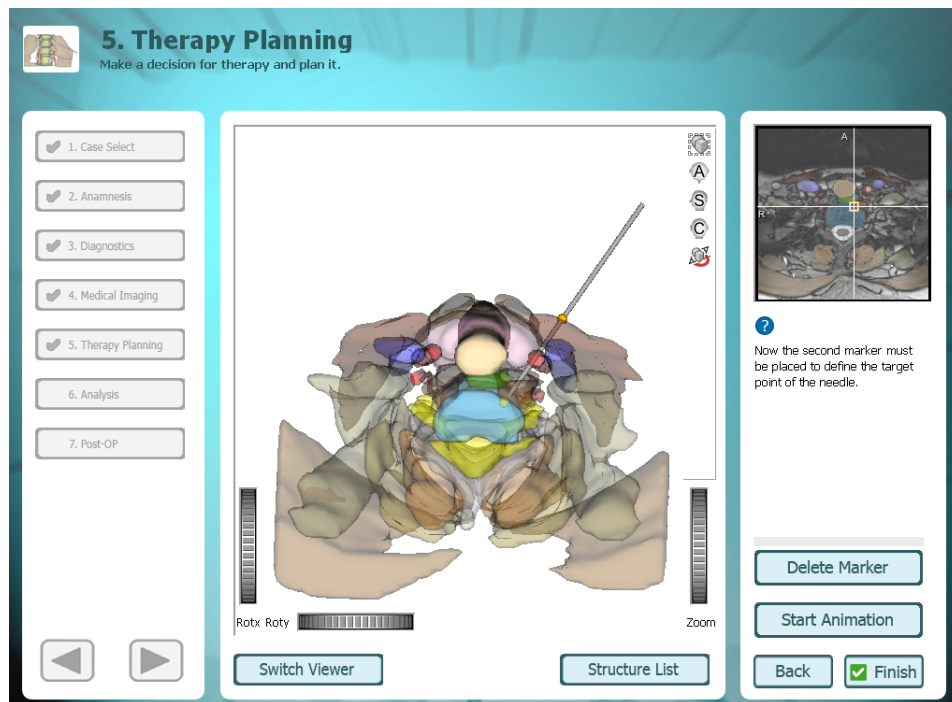 5. Therapy Planning
Make a decision for therapy and plan it.
1. Case Select
2. Anamnesis
3. Diagnostics
4. Medical Imaging
5. Therapy Planning
6. Analysis
7. Post-OP
A
S
C
Rotx Roty
Zoom
Switch Viewer
Structure List
A
R
?
Now the second marker must
be placed to define the target
point of the needle.
Delete Marker
Start Animation
Back
Finish